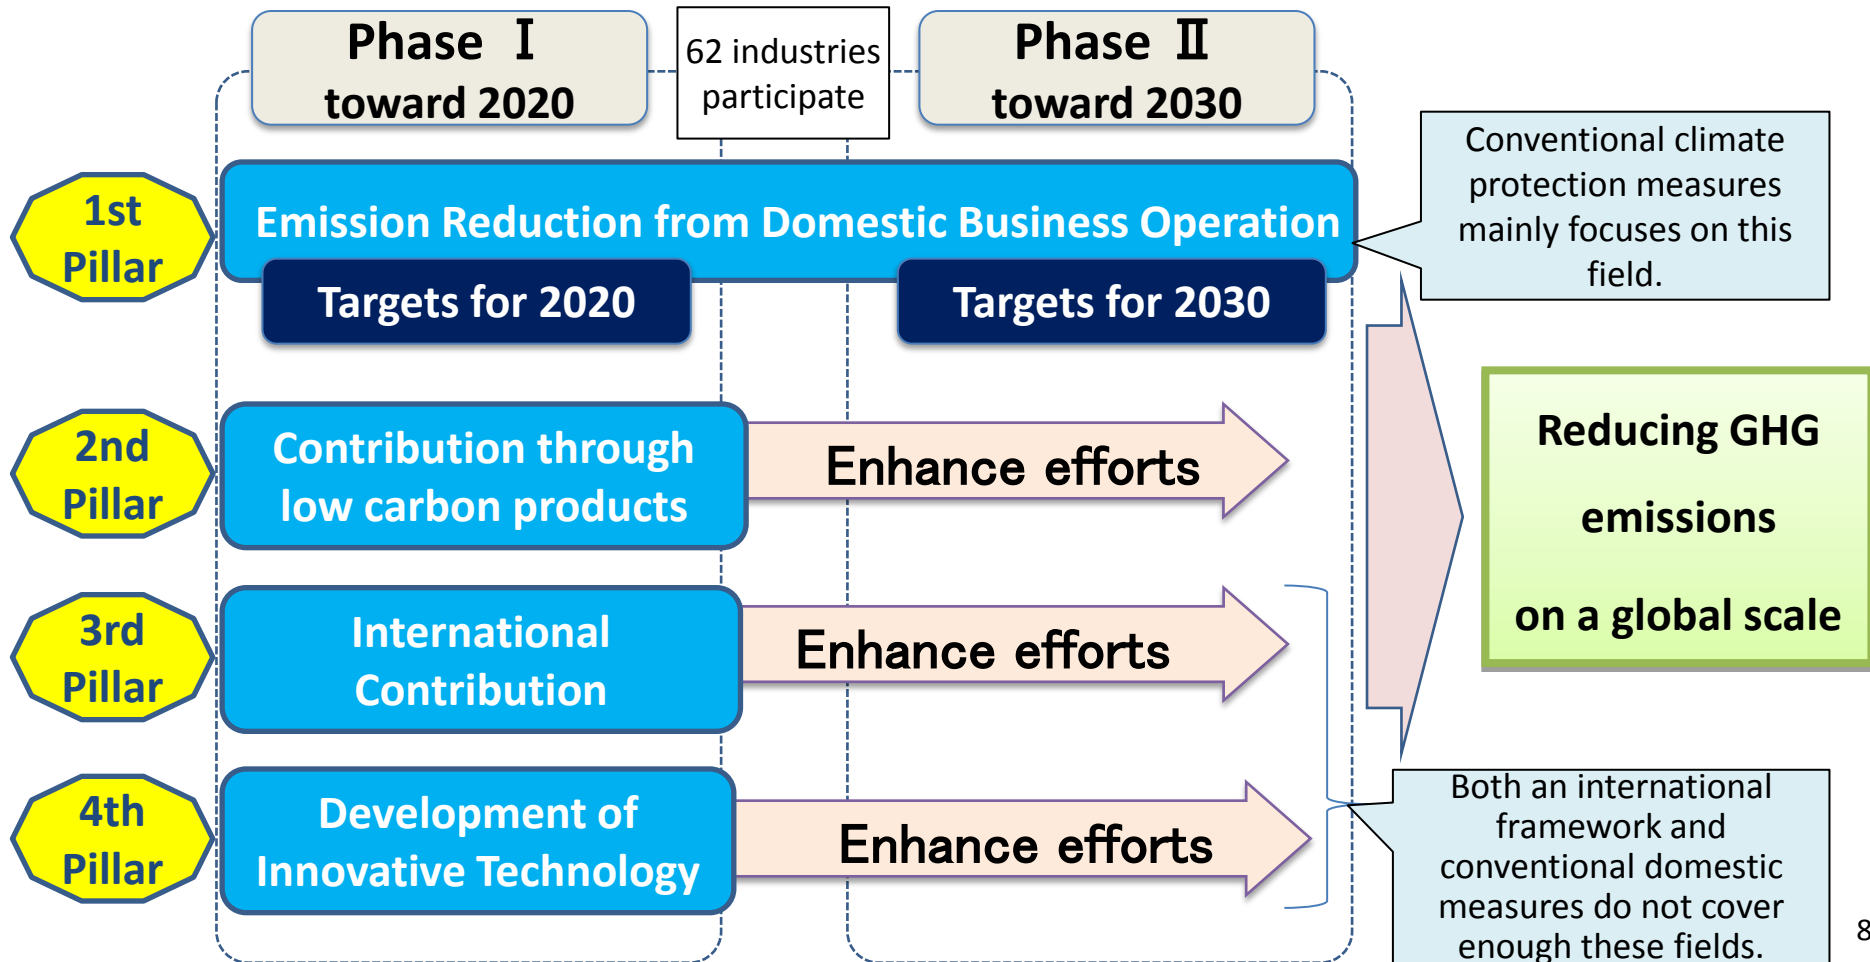 Phase Ⅰ
toward 2020
62 industries
participate
Phase Ⅱ
toward 2030
1st
Pillar
Emission Reduction from Domestic Business Operation
Targets for 2020
Targets for 2030
Conventional climate
protection measures
mainly focuses on this
field.
2nd
Pillar
Contribution through
low carbon products
Enhance efforts
Reducing GHG
emissions
on a global scale
3rd
Pillar
International
Contribution
Enhance efforts
4th
Pillar
Development of
Innovative Technology
Enhance efforts
Both an international
framework and
conventional domestic
measures do not cover
enough these fields.
8